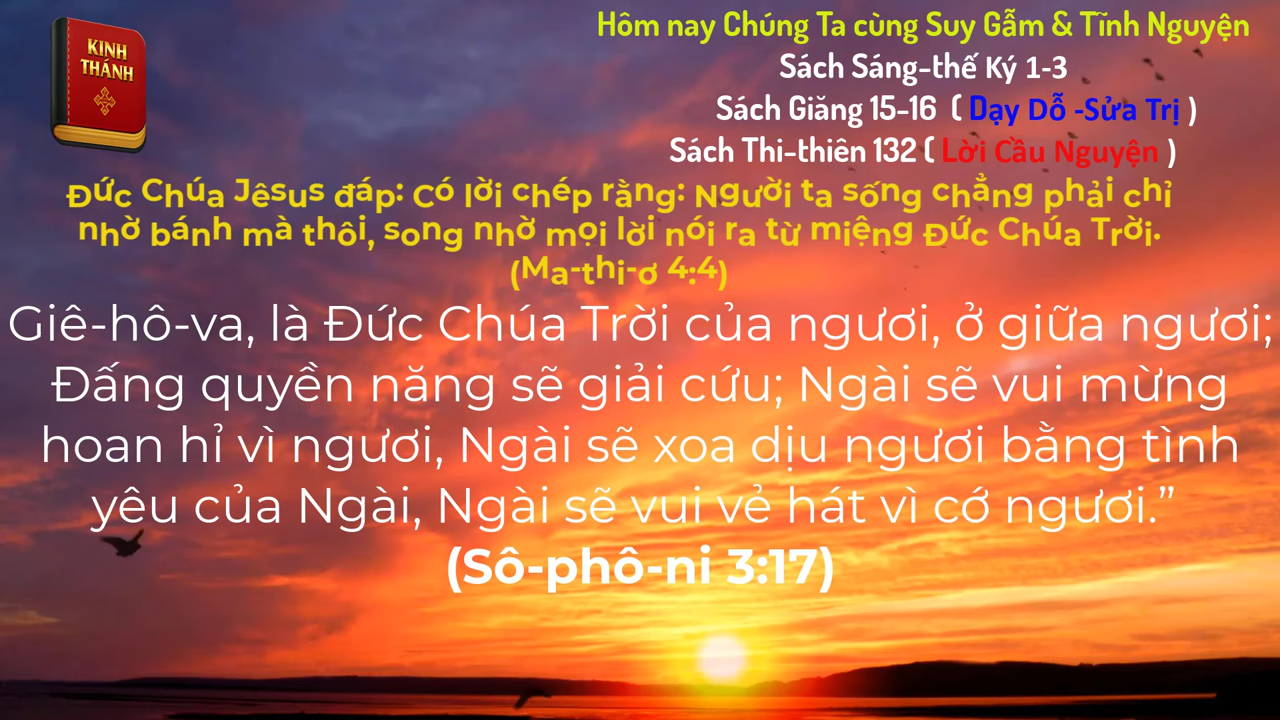 KINH
THÁNH
Hôm nay Chúng Ta cùng Suy Gẫm & Tĩnh Nguyện
Sách Sáng-thế Ký 1-3
Sách Giăng 15-16 ( Dạy Dỗ -Sửa Trị )
Sách Thi-thiên 132 ( Lời Cầu Nguyện )
Đức Chúa Jêsus đáp: Có lời chép rằng: Người ta sống chẳng phải chỉ
nhờ bánh mà thôi, song nhờ mọi lời nói ra từ miệng Đức Chúa Trời.
(Ma-thi-ơ 4:4)
Giê-hô-va, là Đức Chúa Trời của ngươi, ở giữa ngươi;
Đấng quyền năng sẽ giải cứu; Ngài sẽ vui mừng
hoan hỉ vì ngươi, Ngài sẽ xoa dịu ngươi bằng tình
yêu của Ngài, Ngài sẽ vui vẻ hát vì cớ ngươi.”
(Sô-phô-ni 3:17)